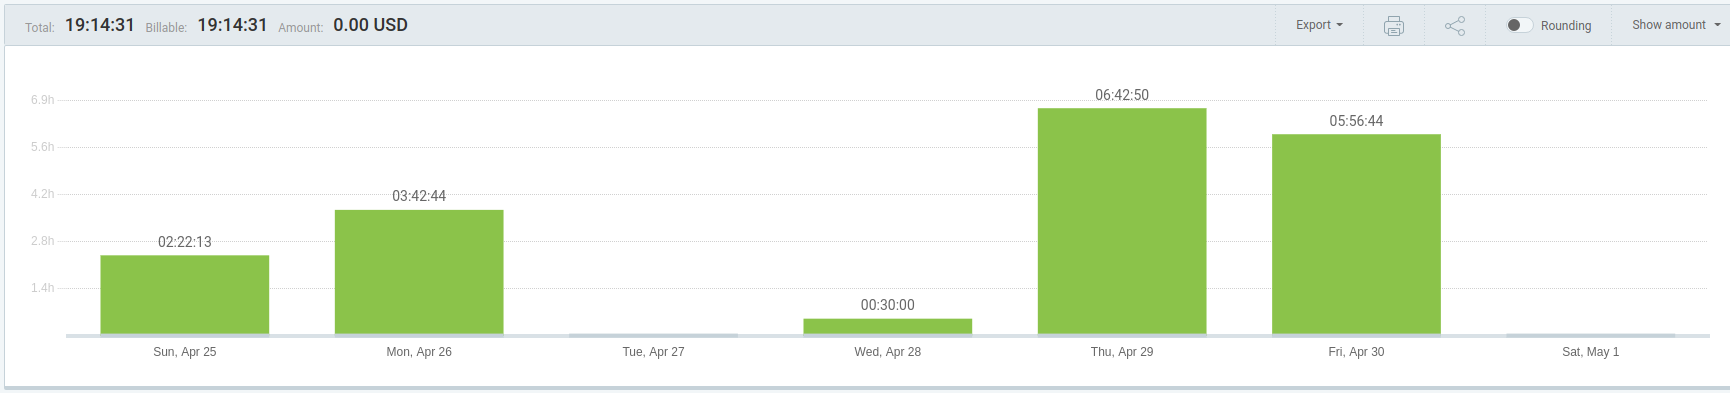 Total: 19:14:31 Billable: 19:14:31 Amount: 0.00 USD Export Rounding Show amount
6.9h
5.6h
4.2h
2.8h
1.4h
02:22:13
03:42:44
00:30:00
06:42:50
05:56:44
Sun, Apr 25 Mon, Apr 26 Tue, Apr 27 Wed, Apr 28 Thu, Apr 29 Fri, Apr 30 Sat, May 1